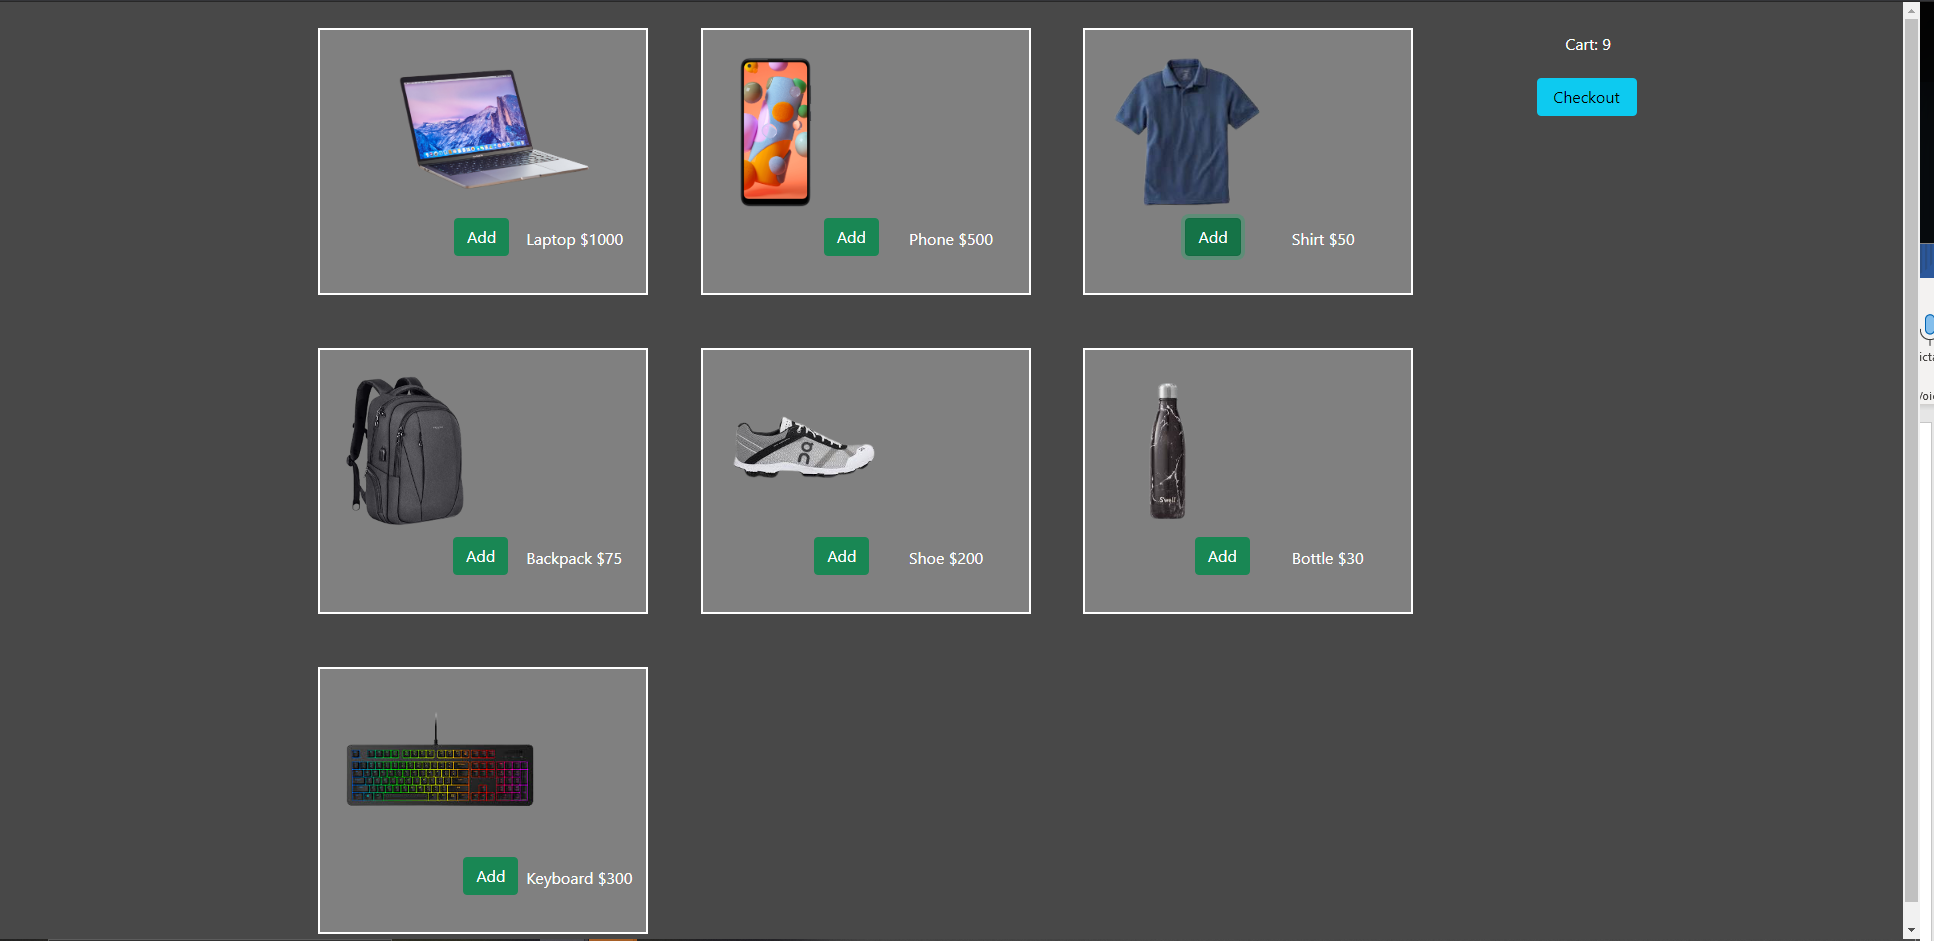 Cart: 9
Checkout
Add Laptop $1000
Add Phone $500
Add Shirt $50
Add Backpack $75
Add Shoe $200
S'well
Add Bottle $30
Add Keyboard $300